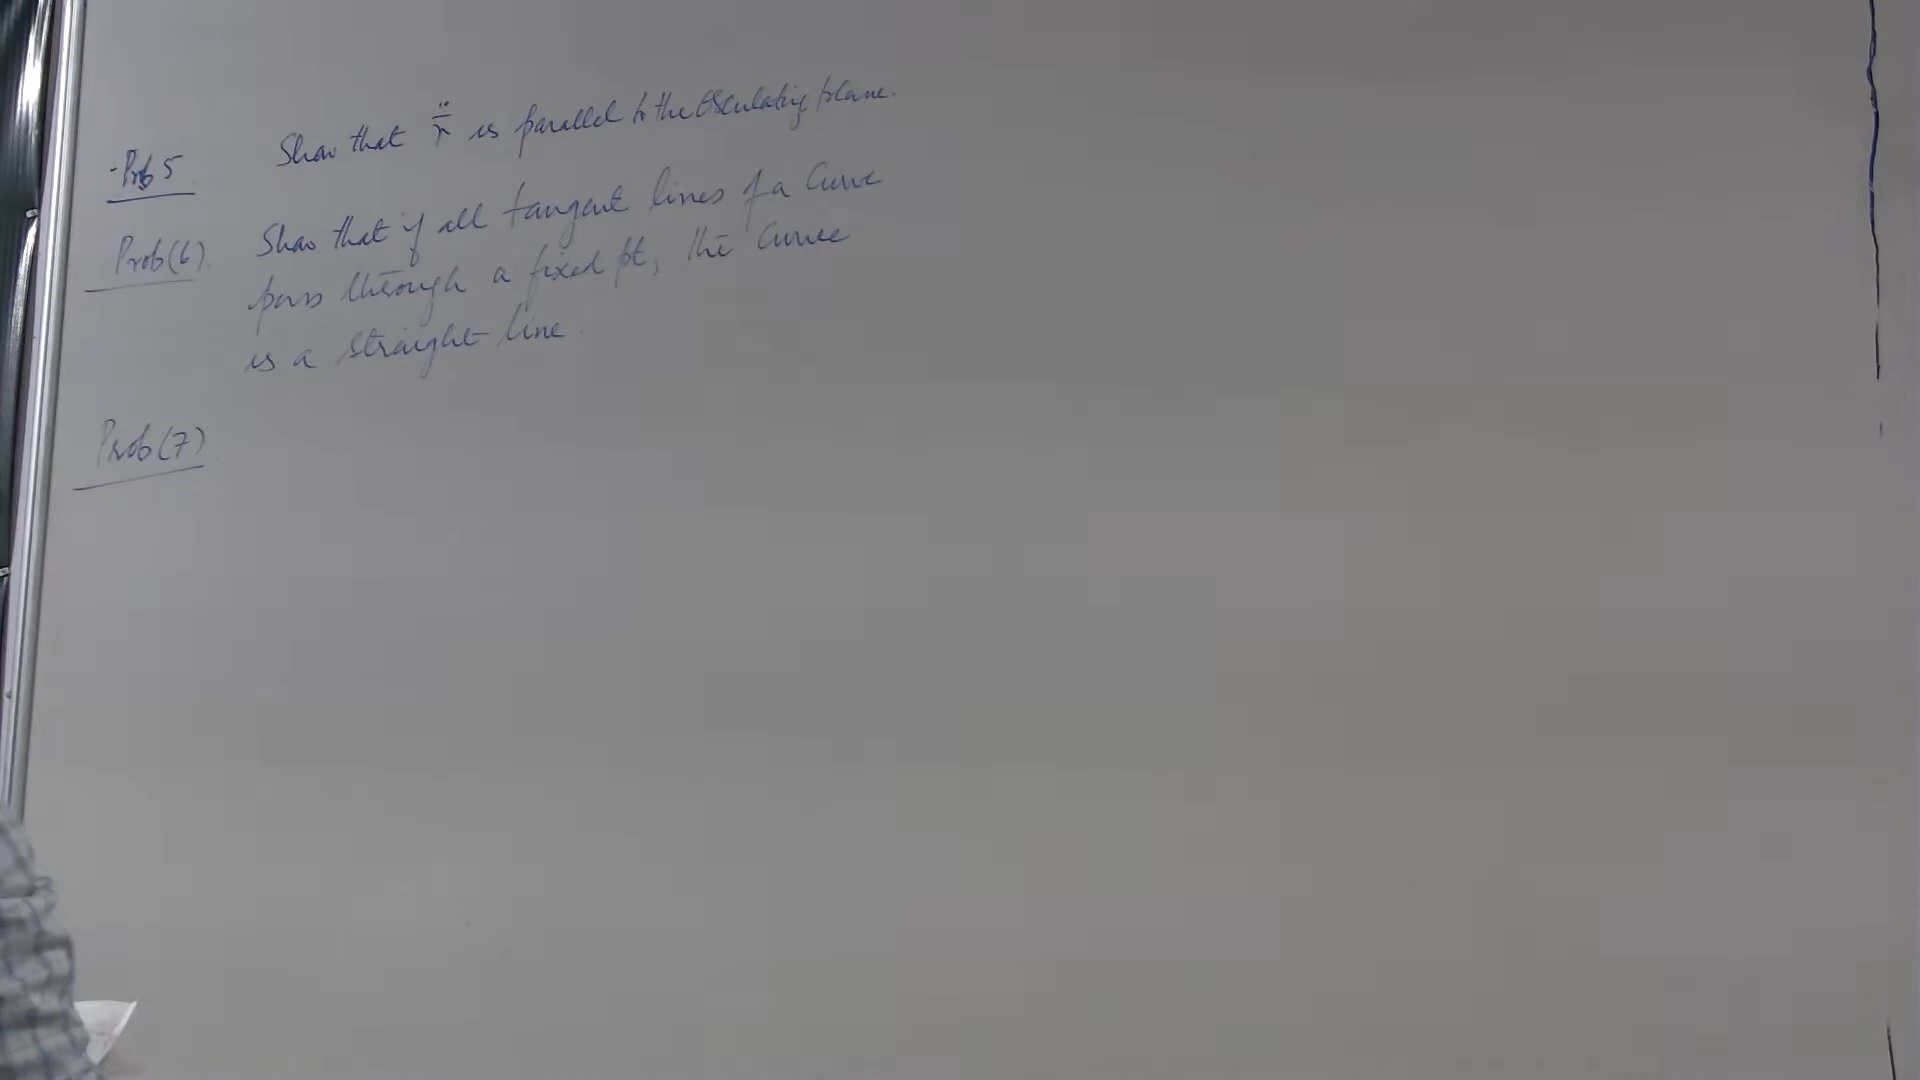 Prob 5 Show that r̄̈ is parallel to the Osculating plane.
Prob(6). Show that if all tangent lines of a Curve
pass through a fixed pt, the Curve
is a straight line.
Prob(7)